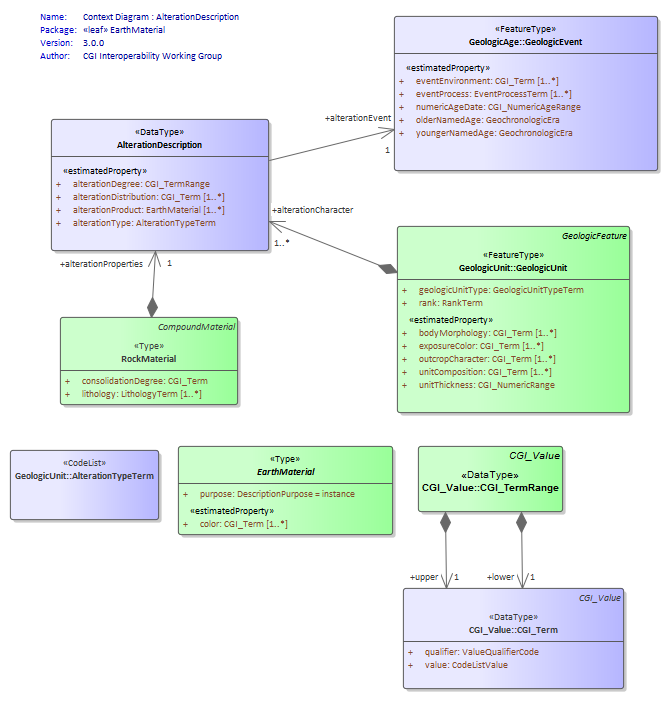 Name: Context Diagram : AlterationDescription
Package: «leaf» EarthMaterial
Version: 3.0.0
Author: CGI Interoperability Working Group
«FeatureType»
GeologicAge::GeologicEvent
«estimatedProperty»
+ eventEnvironment: CGI_Term [1..*]
+ eventProcess: EventProcessTerm [1..*]
+ numericAgeDate: CGI_NumericAgeRange
+ olderNamedAge: GeochronologicEra
+ youngerNamedAge: GeochronologicEra
+alterationEvent
1
«DataType»
AlterationDescription
«estimatedProperty»
+ alterationDegree: CGI_TermRange
+ alterationDistribution: CGI_Term [1..*]
+ alterationProduct: EarthMaterial [1..*]
+ alterationType: AlterationTypeTerm
+alterationCharacter
1..*
+alterationProperties 1
GeologicFeature
«FeatureType»
GeologicUnit::GeologicUnit
+ geologicUnitType: GeologicUnitTypeTerm
+ rank: RankTerm
«estimatedProperty»
+ bodyMorphology: CGI_Term [1..*]
+ exposureColor: CGI_Term [1..*]
+ outcropCharacter: CGI_Term [1..*]
+ unitComposition: CGI_Term [1..*]
+ unitThickness: CGI_NumericRange
CompoundMaterial
«Type»
RockMaterial
+ consolidationDegree: CGI_Term
+ lithology: LithologyTerm [1..*]
«CodeList»
GeologicUnit::AlterationTypeTerm
«Type»
EarthMaterial
+ purpose: DescriptionPurpose = instance
«estimatedProperty»
+ color: CGI_Term [1..*]
CGI_Value
«DataType»
CGI_Value::CGI_TermRange
+upper 1 +lower 1
CGI_Value
«DataType»
CGI_Value::CGI_Term
+ qualifier: ValueQualifierCode
+ value: CodeListValue